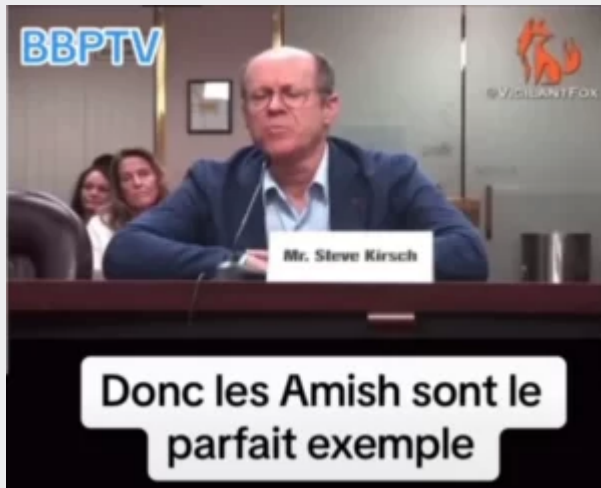 BBPTV
@VIGILANTFOX
Mr. Steve Kirsch
Donc les Amish sont le
parfait exemple